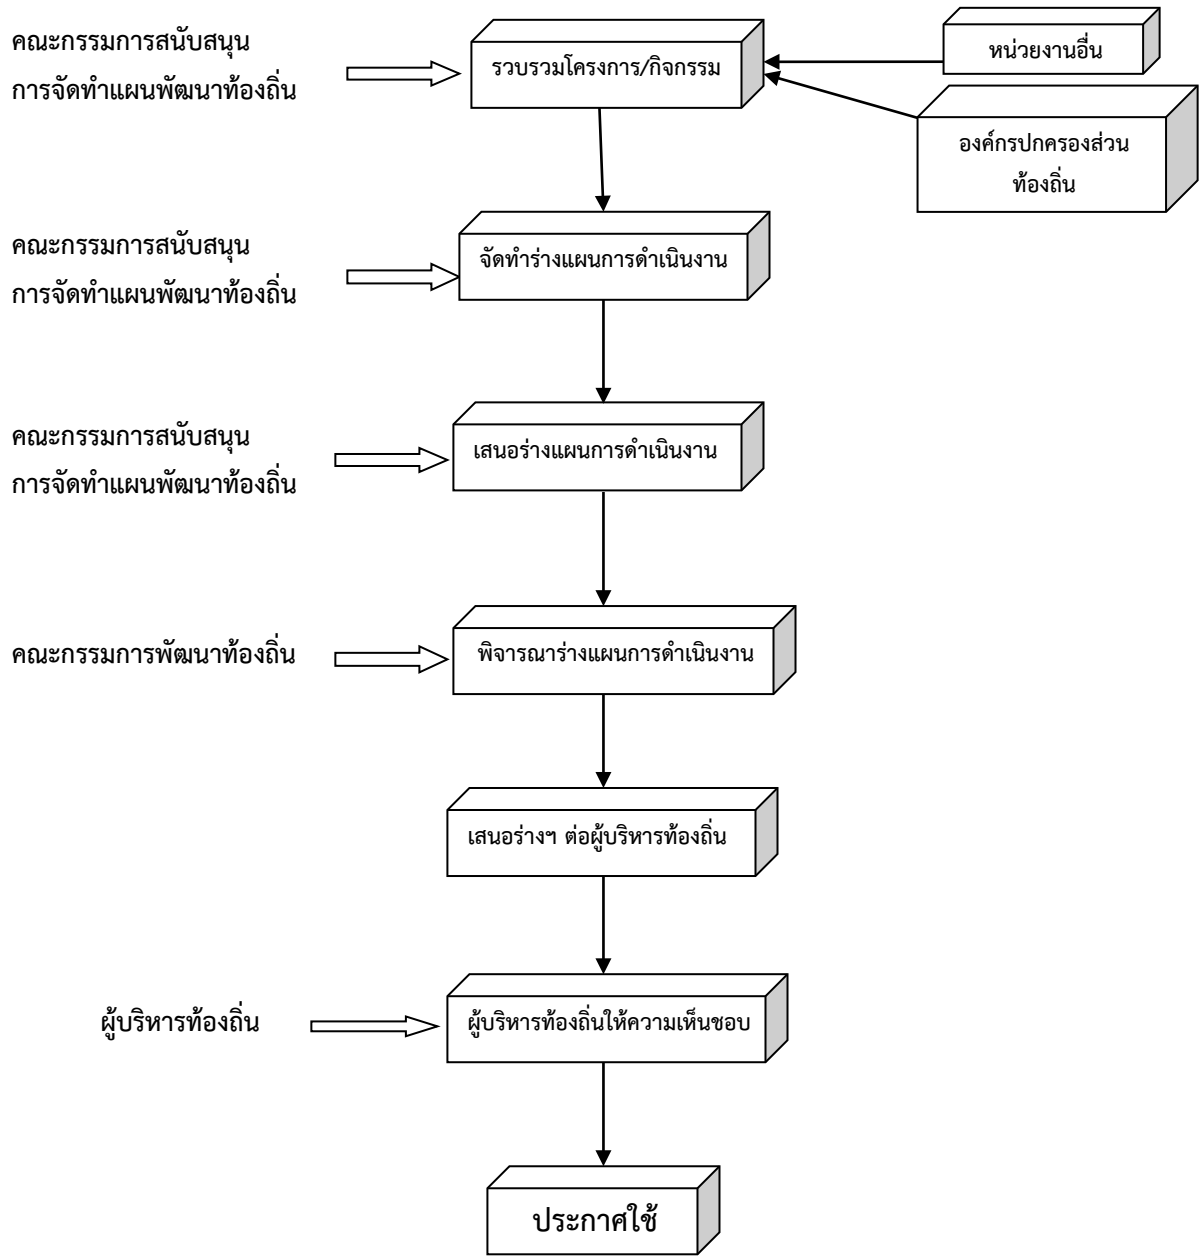 คณะกรรมการสนับสนุน
การจัดทำแผนพัฒนาท้องถิ่น
รวบรวมโครงการ/กิจกรรม
หน่วยงานอื่น
องค์กรปกครองส่วน
ท้องถิ่น
คณะกรรมการสนับสนุน
การจัดทำแผนพัฒนาท้องถิ่น
จัดทำร่างแผนการดำเนินงาน
คณะกรรมการสนับสนุน
การจัดทำแผนพัฒนาท้องถิ่น
เสนอร่างแผนการดำเนินงาน
คณะกรรมการพัฒนาท้องถิ่น
พิจารณาร่างแผนการดำเนินงาน
เสนอร่างฯ ต่อผู้บริหารท้องถิ่น
ผู้บริหารท้องถิ่น
ผู้บริหารท้องถิ่นให้ความเห็นชอบ
ประกาศใช้